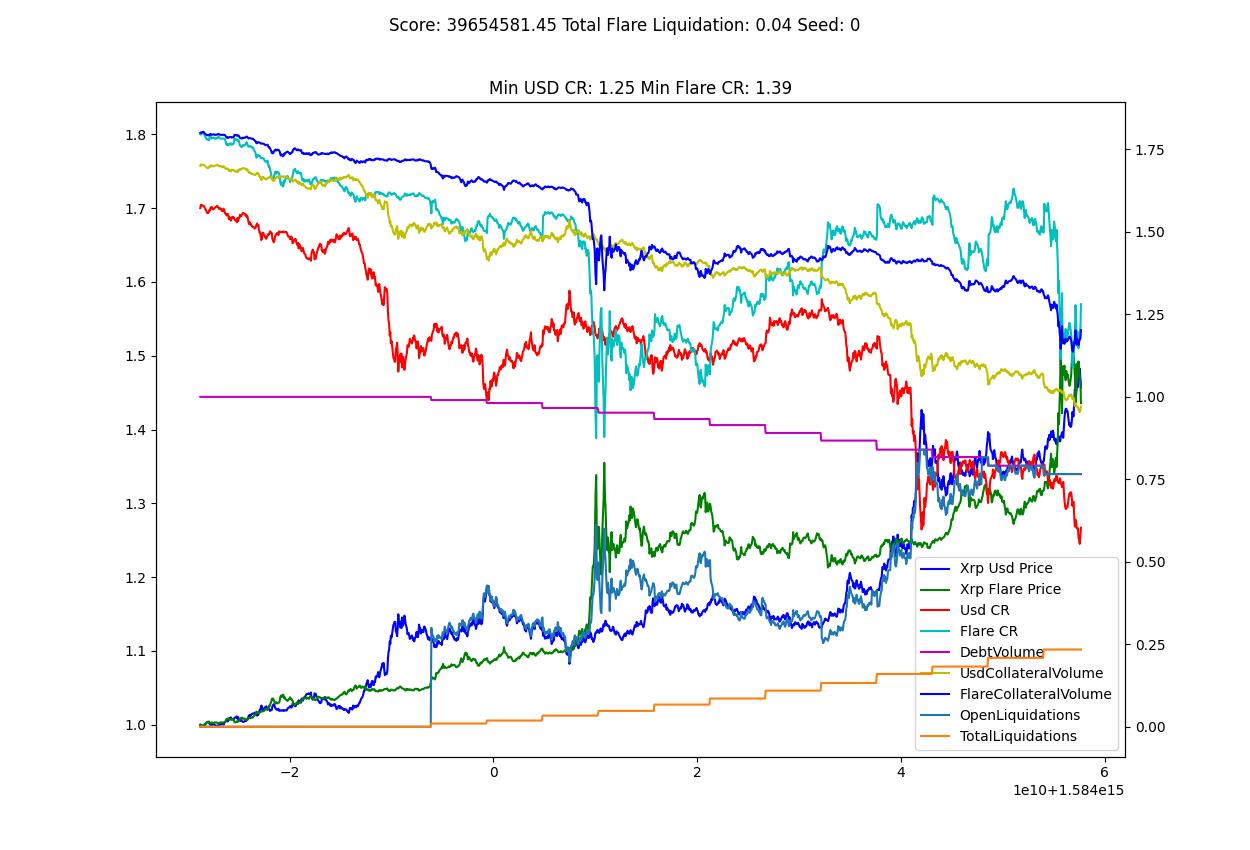 Score: 39654581.45 Total Flare Liquidation: 0.04 Seed: 0
Min USD CR: 1.25 Min Flare CR: 1.39
1.8
1.7
1.6
1.5
1.4
1.3
1.2
1.1
1.0
1.75
1.50
1.25
1.00
0.75
0.50
0.25
0.00
Xrp Usd Price
Xrp Flare Price
Usd CR
Flare CR
DebtVolume
UsdCollateralVolume
FlareCollateralVolume
OpenLiquidations
TotalLiquidations
−2 0 2 4 6
1e10+1.584e15